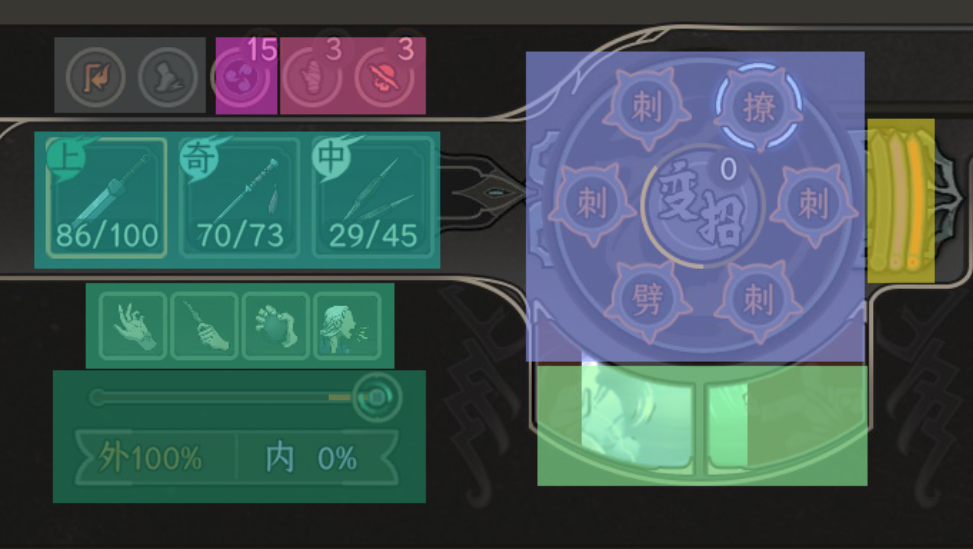 15 3 3
上 奇 中
86/100 70/73 29/45
外100% 内 0%
刺 撩
刺 变招 0 刺
劈 刺